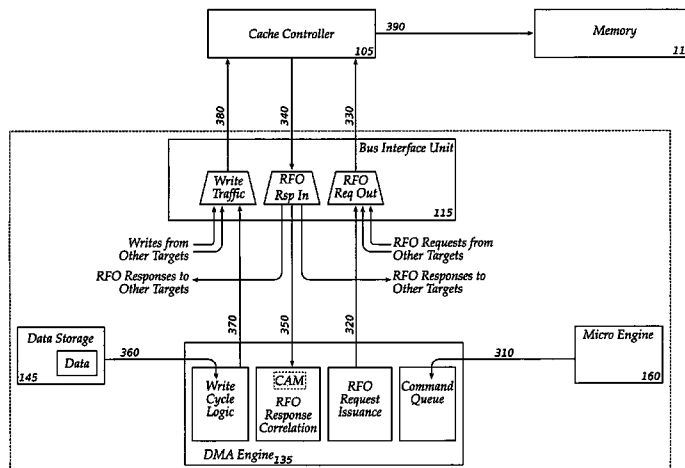 Cache Controller
105
390
Memory
11
380
340
330
Bus Interface Unit
Write
Traffic
RFO
Rsp In
RFO
Req Out
115
Writes from
Other Targets
RFO Requests from
Other Targets
RFO Responses to
Other Targets
RFO Responses to
Other Targets
370
350
320
Data Storage
Data
145
360
310
Micro Engine
160
Write
Cycle
Logic
CAM
RFO
Response
Correlation
RFO
Request
Issuance
Command
Queue
DMA Engine
135